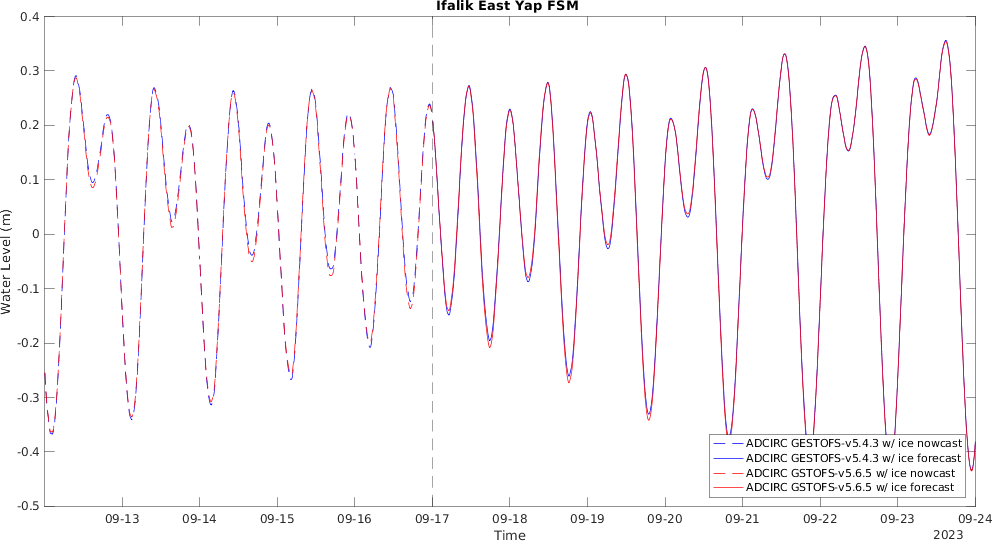 Ifalik East Yap FSM
0.4
0.3
0.2
0.1
0
-0.1
-0.2
-0.3
-0.4
-0.5
Water Level (m)
ADCIRC GESTOFS-v5.4.3 w/ ice nowcast
ADCIRC GESTOFS-v5.4.3 w/ ice forecast
ADCIRC GSTOFS-v5.6.5 w/ ice nowcast
ADCIRC GSTOFS-v5.6.5 w/ ice forecast
09-13 09-14 09-15 09-16 09-17 09-18 09-19 09-20 09-21 09-22 09-23 09-24
Time
2023